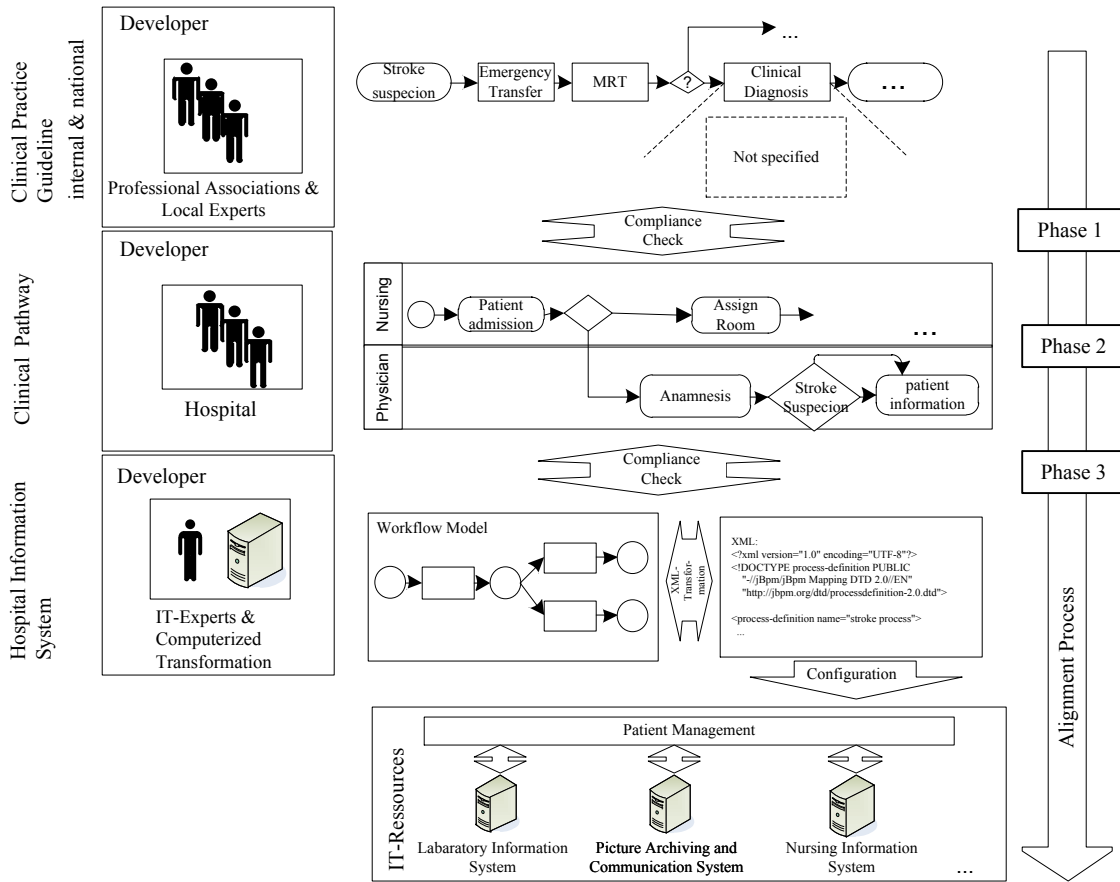 Clinical Practice
Guideline
internal & national
Developer
Professional Associations &
Local Experts
Stroke
suspecion
Emergency
Transfer
MRT
?
...
Clinical
Diagnosis
...
Not specified
Compliance
Check
Phase 1
Clinical Pathway
Developer
Hospital
Nursing
Patient
admission
Assign
Room
...
Physician
Anamnesis
Stroke
Suspecion
patient
information
Phase 2
Compliance
Check
Phase 3
Hospital Information
System
Developer
IT-Experts &
Computerized
Transformation
Workflow Model
XML-
Transfor-
mation
XML:
<?xml version="1.0" encoding="UTF-8"?>
<!DOCTYPE process-definition PUBLIC
"-//jBpm/jBpm Mapping DTD 2.0//EN"
"http://jbpm.org/dtd/processdefinition-2.0.dtd">
<process-definition name="stroke process">
...
Configuration
Alignment Process
IT-Ressources
Patient Management
Labaratory Information
System
Picture Archiving and
Communication System
Nursing Information
System
...